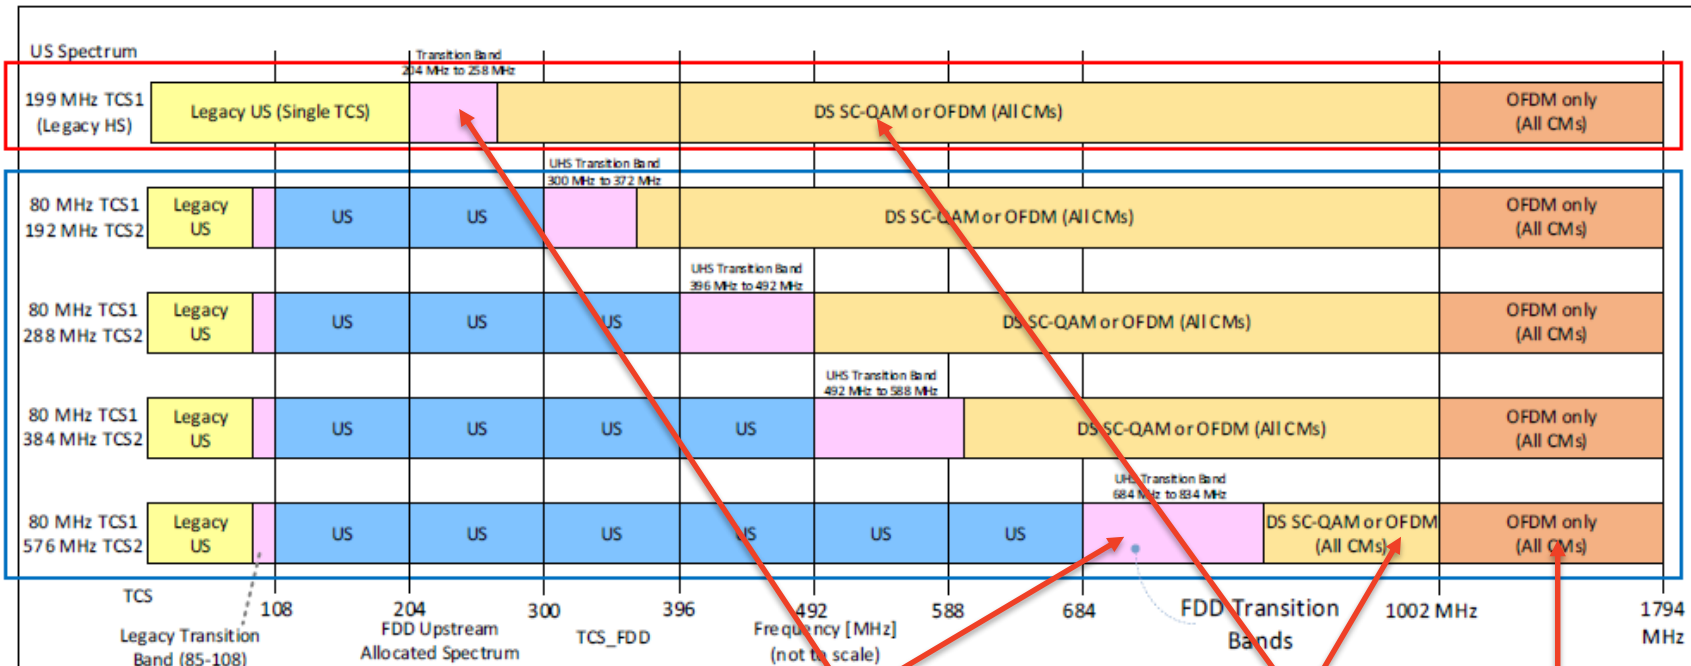 US Spectrum
Transition Band
204 MHz to 258 MHz
199 MHz TCS1
(Legacy HS)
Legacy US (Single TCS)
DS SC-QAM or OFDM (All CMs)
OFDM only
(All CMs)
UHS Transition Band
300 MHz to 372 MHz
80 MHz TCS1
192 MHz TCS2
Legacy
US
US
US
DS SC-QAM or OFDM (All CMs)
OFDM only
(All CMs)
UHS Transition Band
396 MHz to 492 MHz
80 MHz TCS1
288 MHz TCS2
Legacy
US
US
US
US
DS SC-QAM or OFDM (All CMs)
OFDM only
(All CMs)
UHS Transition Band
492 MHz to 588 MHz
80 MHz TCS1
384 MHz TCS2
Legacy
US
US
US
US
US
DS SC-QAM or OFDM (All CMs)
OFDM only
(All CMs)
UHS Transition Band
684 MHz to 834 MHz
80 MHz TCS1
576 MHz TCS2
Legacy
US
US
US
US
US
US
US
DS SC-QAM or OFDM
(All CMs)
OFDM only
(All CMs)
TCS
108
204
300
396
492
588
684
1002 MHz
1794
MHz
Legacy Transition
Band (85-108)
FDD Upstream
Allocated Spectrum
TCS_FDD
Frequency [MHz]
(not to scale)
FDD Transition
Bands